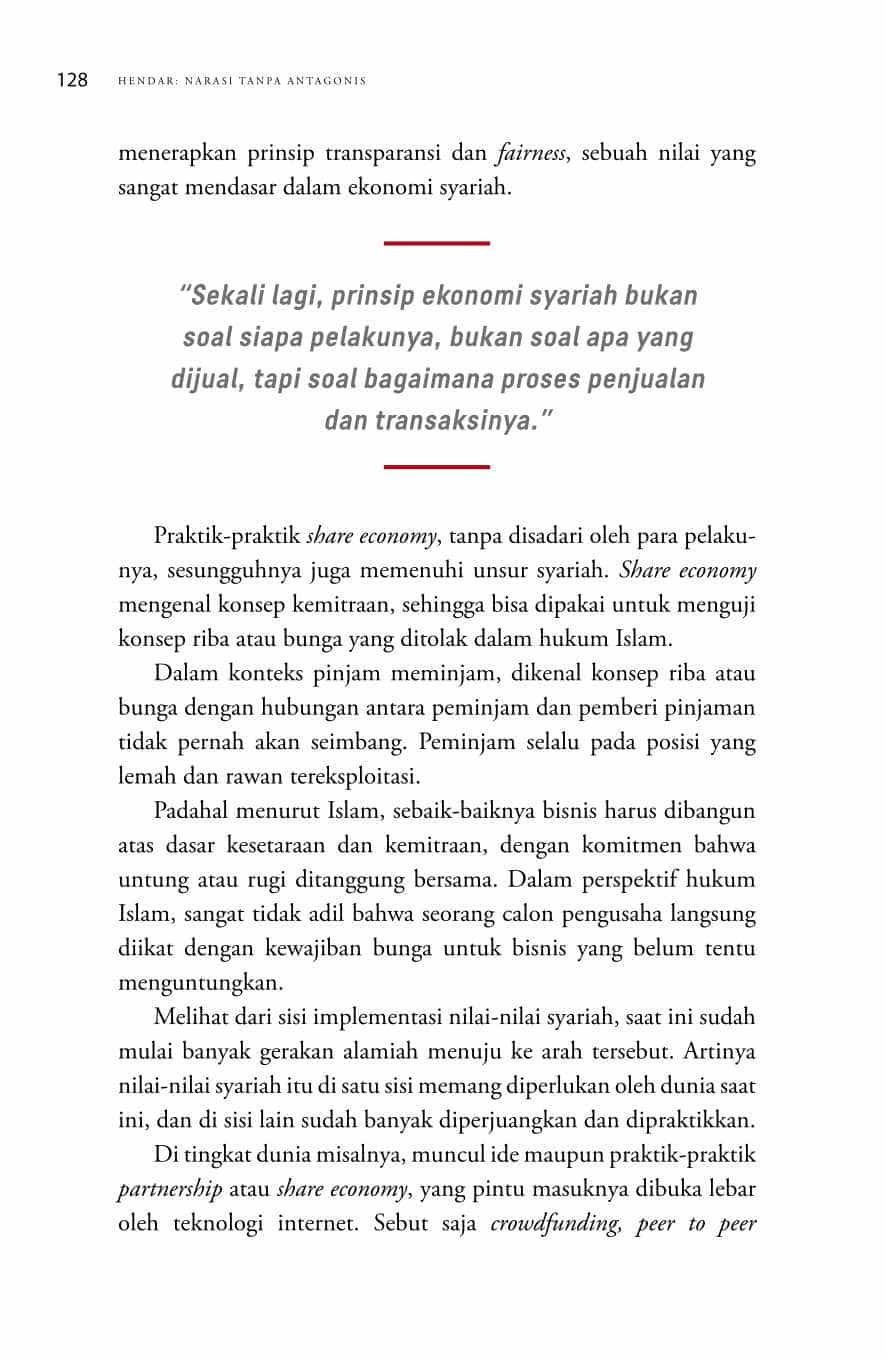 128 HENDAR: NARASI TANPA ANTAGONIS
menerapkan prinsip transparansi dan fairness, sebuah nilai yang
sangat mendasar dalam ekonomi syariah.
“Sekali lagi, prinsip ekonomi syariah bukan
soal siapa pelakunya, bukan soal apa yang
dijual, tapi soal bagaimana proses penjualan
dan transaksinya.”
Praktik-praktik share economy, tanpa disadari oleh para pelaku-
nya, sesungguhnya juga memenuhi unsur syariah. Share economy
mengenal konsep kemitraan, sehingga bisa dipakai untuk menguji
konsep riba atau bunga yang ditolak dalam hukum Islam.
Dalam konteks pinjam meminjam, dikenal konsep riba atau
bunga dengan hubungan antara peminjam dan pemberi pinjaman
tidak pernah akan seimbang. Peminjam selalu pada posisi yang
lemah dan rawan tereksploitasi.
Padahal menurut Islam, sebaik-baiknya bisnis harus dibangun
atas dasar kesetaraan dan kemitraan, dengan komitmen bahwa
untung atau rugi ditanggung bersama. Dalam perspektif hukum
Islam, sangat tidak adil bahwa seorang calon pengusaha langsung
diikat dengan kewajiban bunga untuk bisnis yang belum tentu
menguntungkan.
Melihat dari sisi implementasi nilai-nilai syariah, saat ini sudah
mulai banyak gerakan alamiah menuju ke arah tersebut. Artinya
nilai-nilai syariah itu di satu sisi memang diperlukan oleh dunia saat
ini, dan di sisi lain sudah banyak diperjuangkan dan dipraktikkan.
Di tingkat dunia misalnya, muncul ide maupun praktik-praktik
partnership atau share economy, yang pintu masuknya dibuka lebar
oleh teknologi internet. Sebut saja crowdfunding, peer to peer